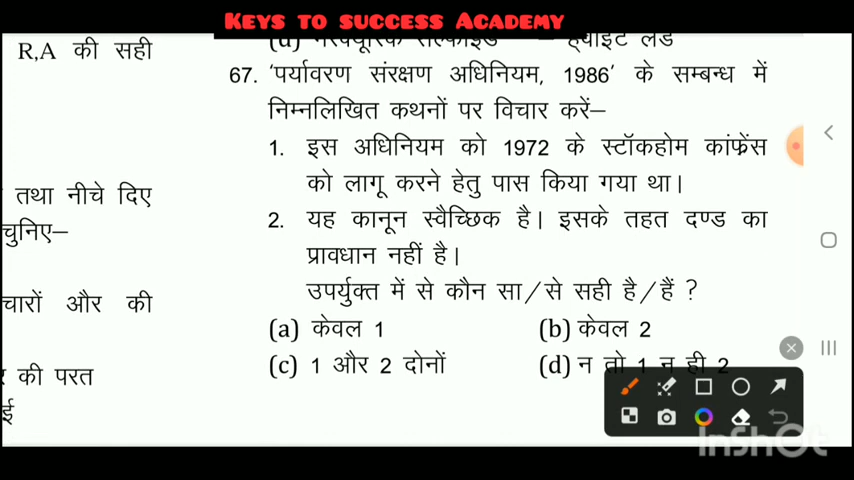 KEYS TO SUCCESS ACADEMY
R,A की सही
तथा नीचे दिए
चुनिए–
चारों और की
की परत
ई
67. 'पर्यावरण संरक्षण अधिनियम, 1986' के सम्बन्ध में
निम्नलिखित कथनों पर विचार करें–
1. इस अधिनियम को 1972 के स्टॉकहोम कांफ्रेंस
को लागू करने हेतु पास किया गया था।
2. यह कानून स्वैच्छिक है। इसके तहत दण्ड का
प्रावधान नहीं है।
उपर्युक्त में से कौन सा/से सही है/हैं ?
(a) केवल 1 (b) केवल 2
(c) 1 और 2 दोनों (d) न तो 1 न ही 2
InShOt